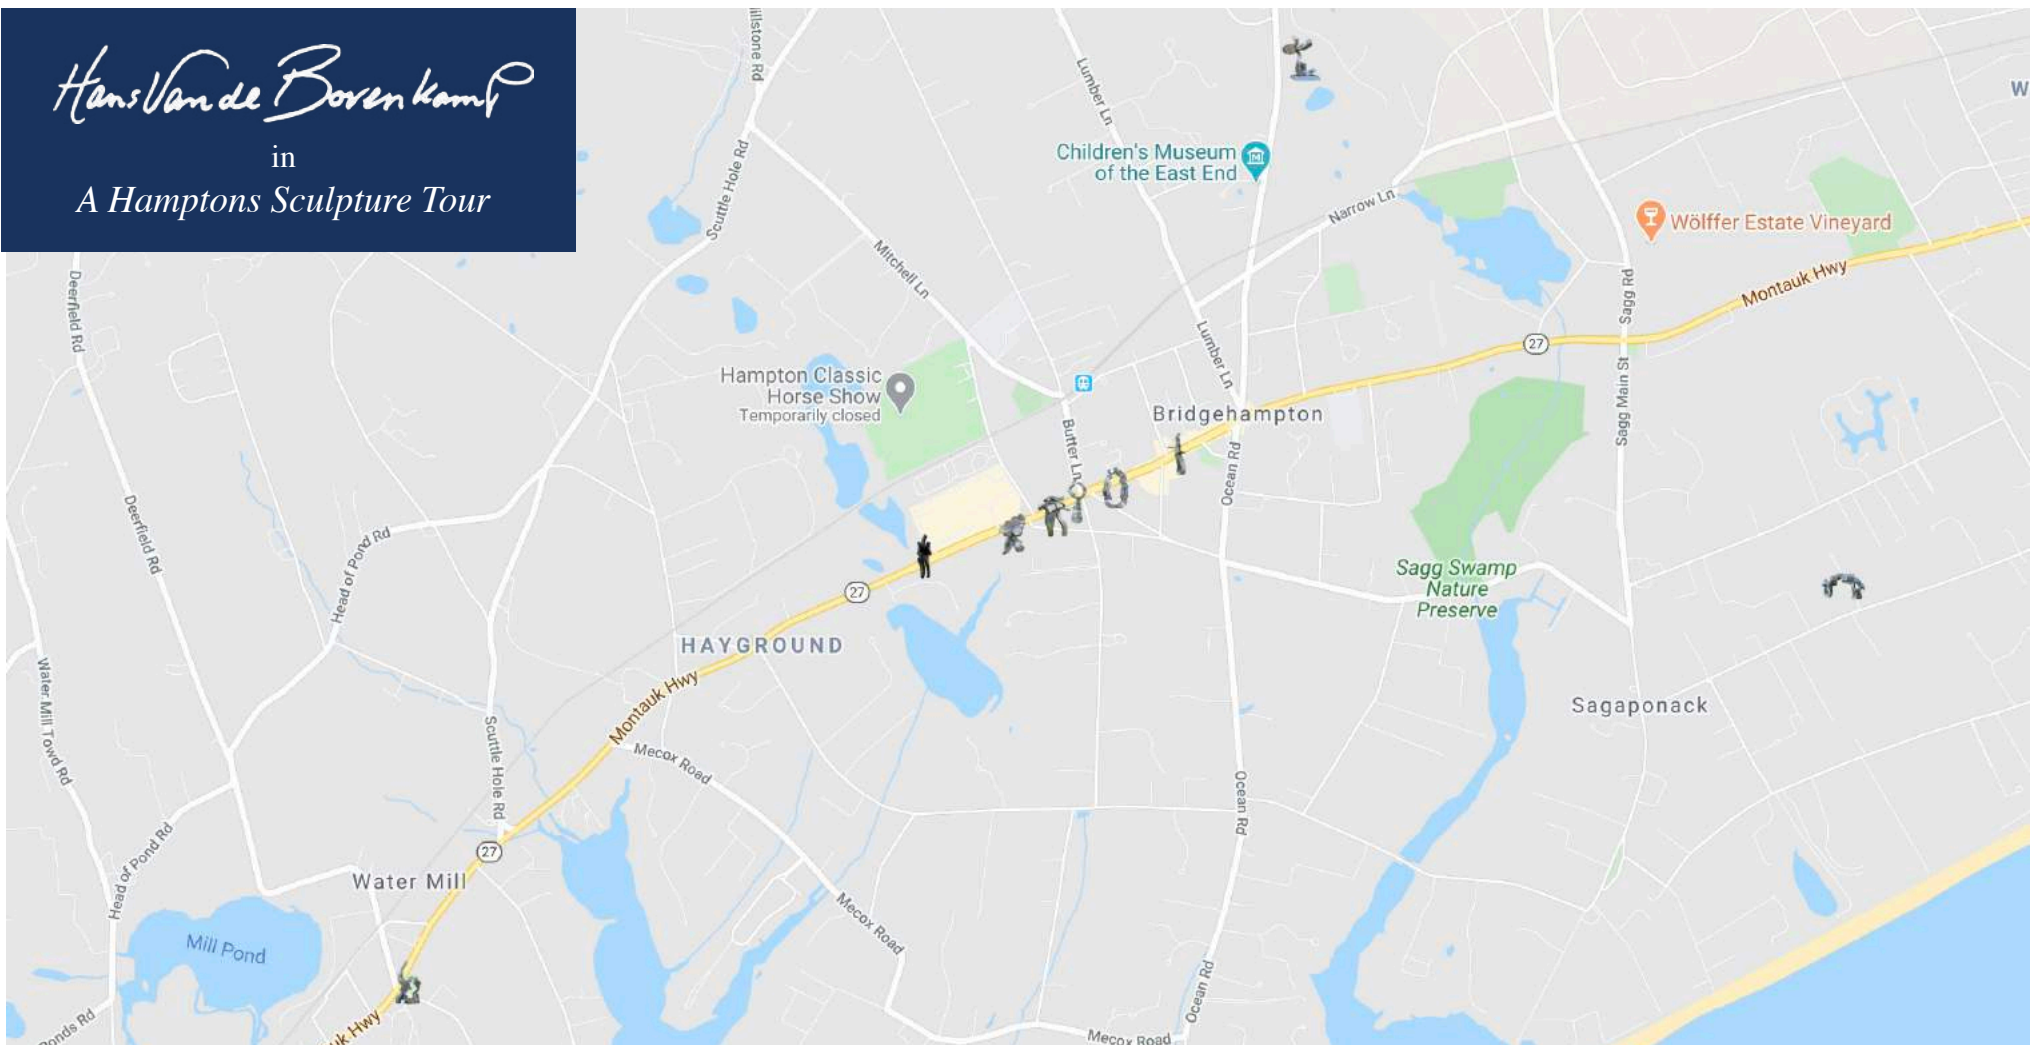 Hans Van de Bovenkamp
in
A Hamptons Sculpture Tour
Scuttle Hole Rd
Lumber Ln
Children's Museum
of the East End
Narrow Ln
Wölffer Estate Vineyard
Mitchell Ln
Deerfield Rd
Sagg Rd
Montauk Hwy
27
Lumber Ln
Hampton Classic
Horse Show
Temporarily closed
Bridgehampton
Sagg Main St
Butter Ln
Ocean Rd
Deerfield Rd
Head of Pond Rd
27
Sagg Swamp
Nature
Preserve
HAYGROUND
Water Mill Towd Rd
Montauk Hwy
Sagaponack
Scuttle Hole Rd
Mecox Road
Ocean Rd
27
Head of Pond Rd
Water Mill
Mill Pond
Mecox Road
Ocean Rd
Mecox Road